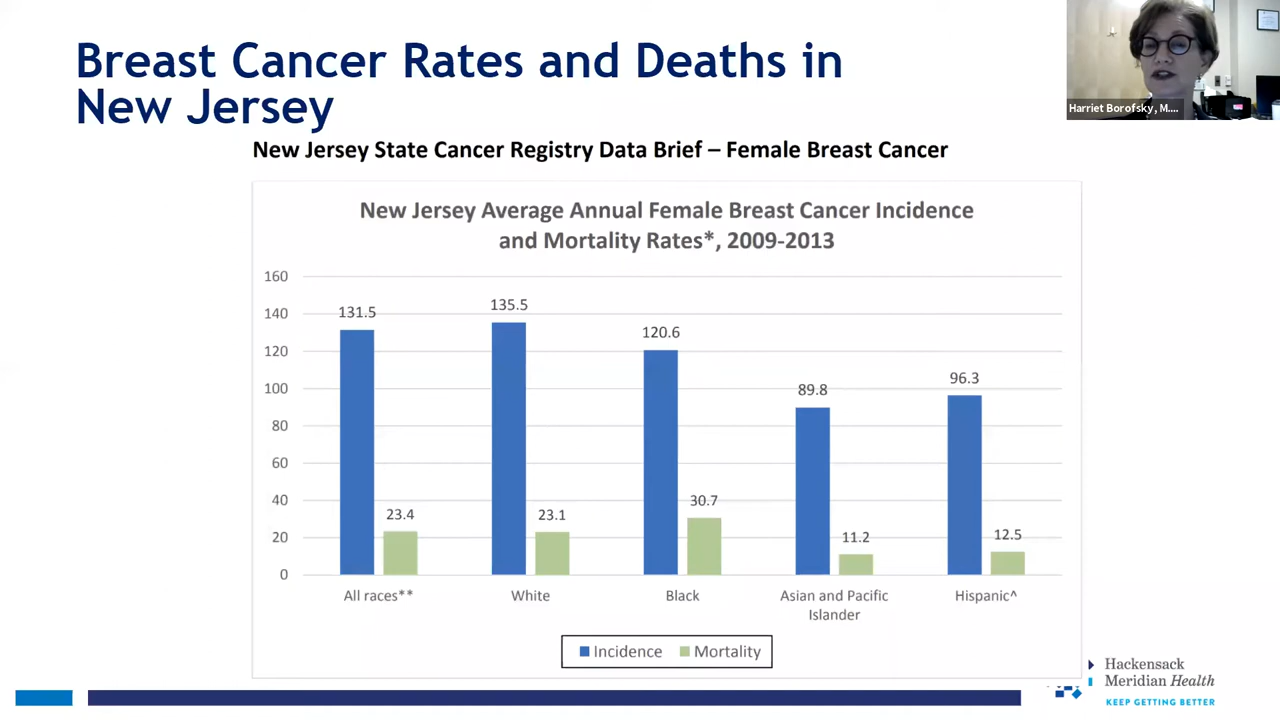 Breast Cancer Rates and Deaths in
New Jersey
Harriet Borofsky, M....
New Jersey State Cancer Registry Data Brief – Female Breast Cancer
New Jersey Average Annual Female Breast Cancer Incidence
and Mortality Rates*, 2009-2013
160
140
120
100
80
60
40
20
0
131.5
23.4
135.5
23.1
120.6
30.7
89.8
11.2
96.3
12.5
All races**
White
Black
Asian and Pacific
Islander
Hispanic^
Incidence
Mortality
Hackensack
Meridian Health
KEEP GETTING BETTER